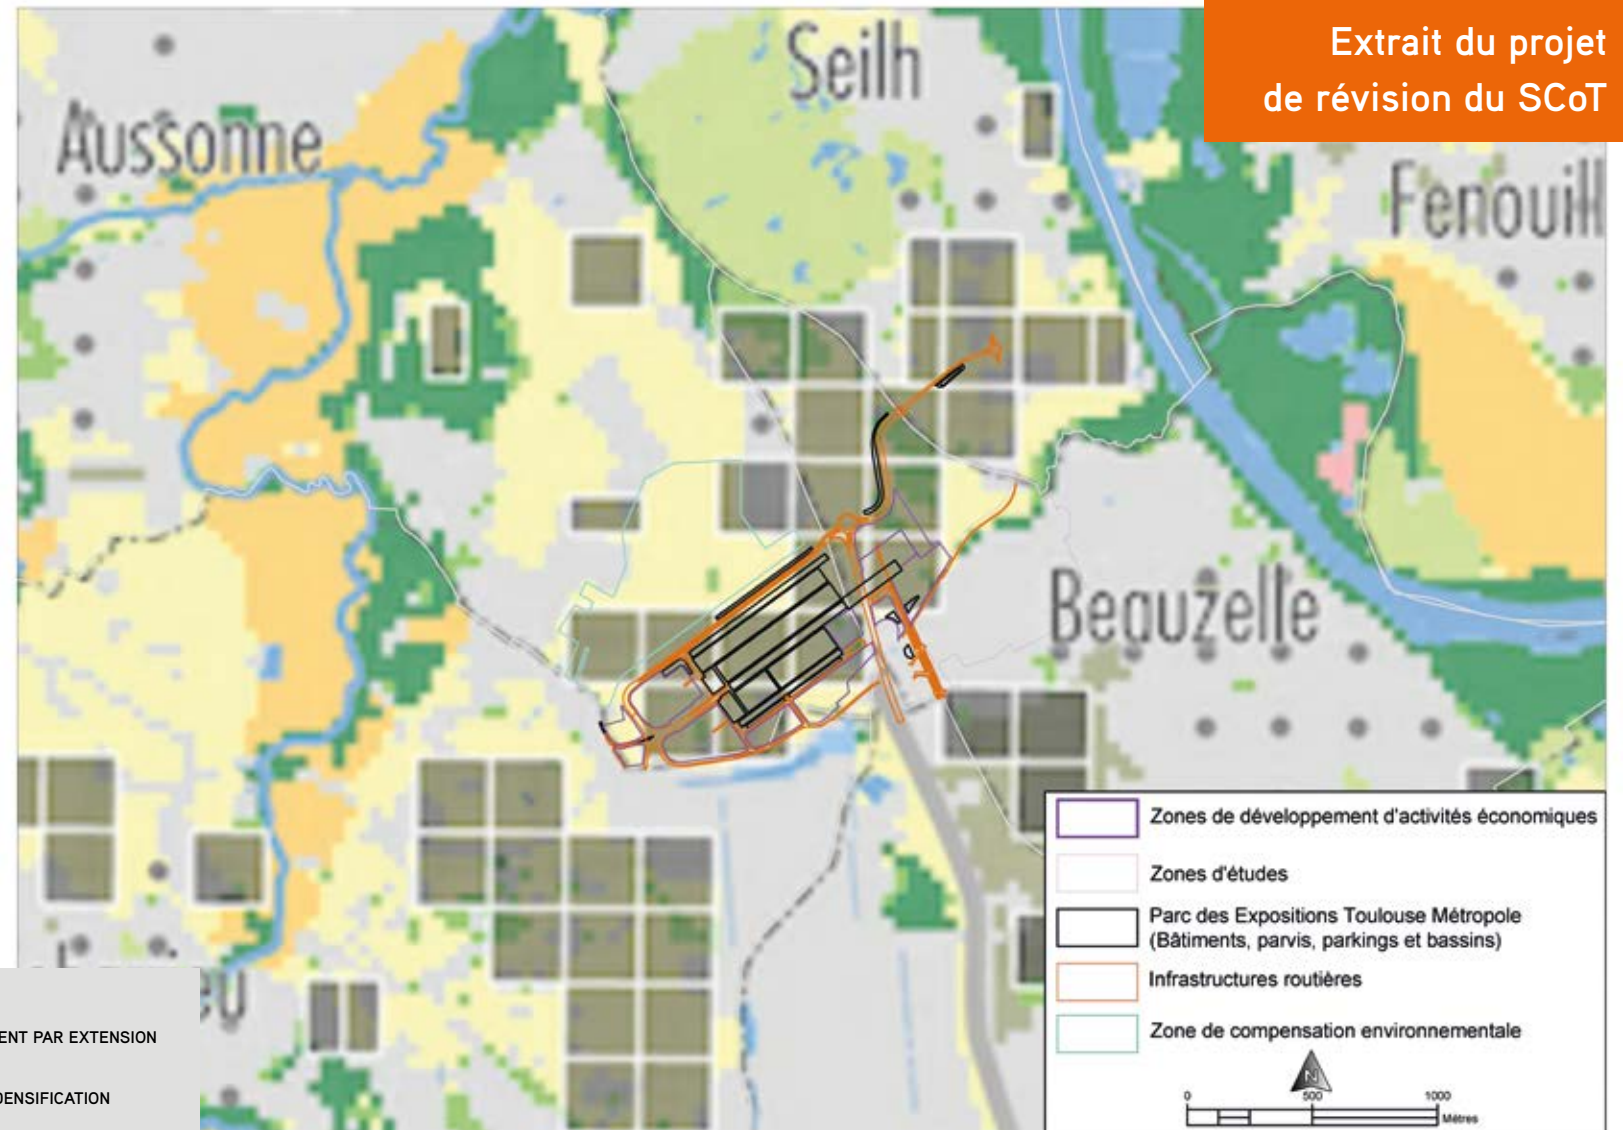 Extrait du projet
de révision du SCoT
Seilh
Aussonne
Fenouill
Beauzelle
Zones de développement d'activités économiques
Zones d'études
Parc des Expositions Toulouse Métropole
(Bâtiments, parvis, parkings et bassins)
Infrastructures routières
Zone de compensation environnementale
N
0 500 1000
Mètres
ENT PAR EXTENSION
DENSIFICATION